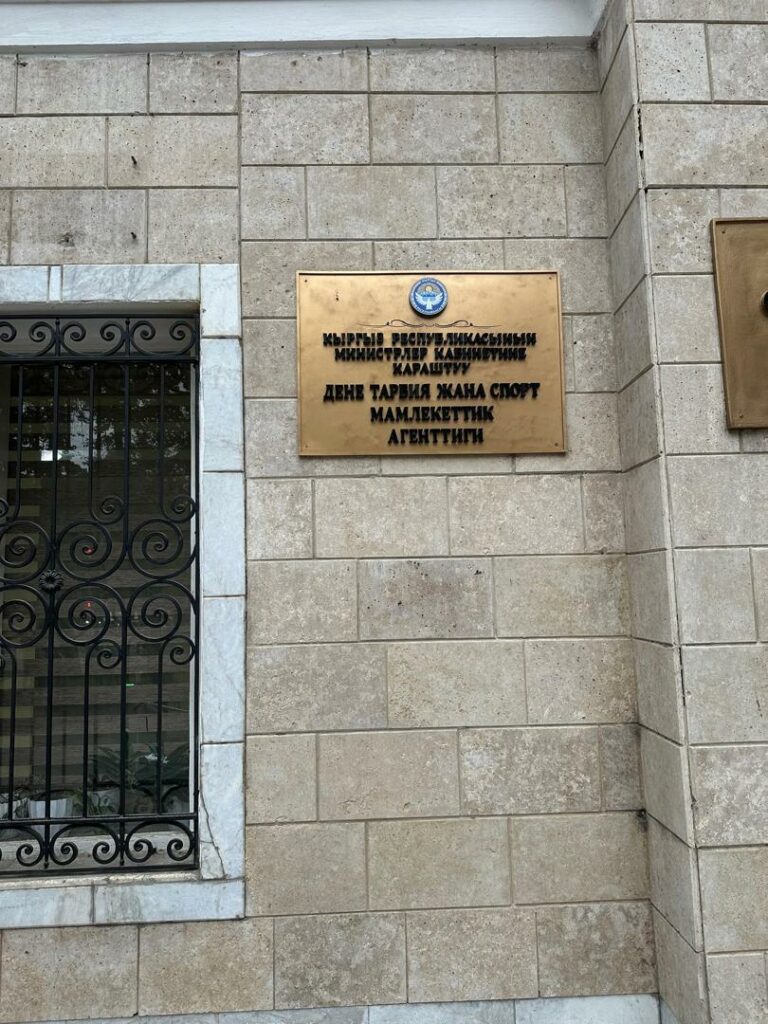 КЫРГЫЗ РЕСПУБЛИКАСЫНЫН
МИНИСТРЛЕР КАБИНЕТИНЕ
КАРАШТУУ
ДЕНЕ ТАРБИЯ ЖАНА СПОРТ
МАМЛЕКЕТТИК
АГЕНТТИГИ